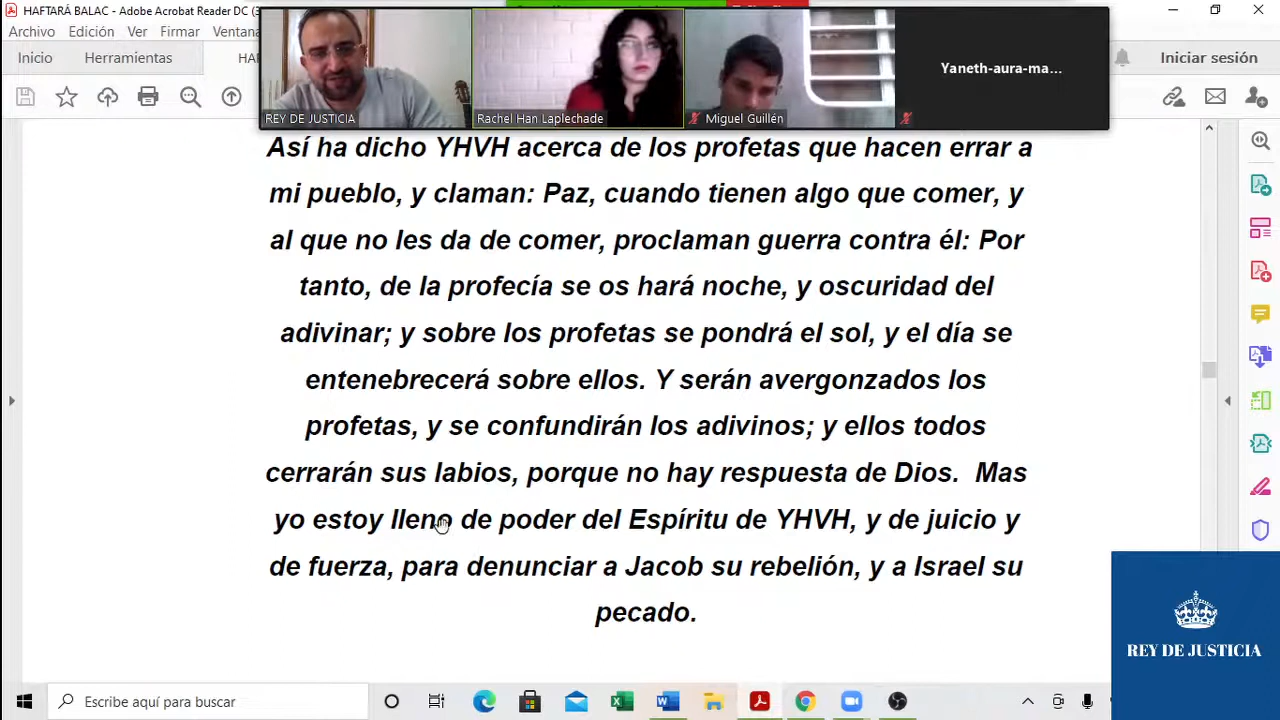 HAFTARÁ BALAC - Adobe Acrobat Reader DC (3
Archivo Edición Ver Firmar Ventana
Inicio Herramientas HAF
Iniciar sesión
REY DE JUSTICIA
Rachel Han Laplechade
Miguel Guillén
Yaneth-aura-ma...
Así ha dicho YHVH acerca de los profetas que hacen errar a
mi pueblo, y claman: Paz, cuando tienen algo que comer, y
al que no les da de comer, proclaman guerra contra él: Por
tanto, de la profecía se os hará noche, y oscuridad del
adivinar; y sobre los profetas se pondrá el sol, y el día se
entenebrecerá sobre ellos. Y serán avergonzados los
profetas, y se confundirán los adivinos; y ellos todos
cerrarán sus labios, porque no hay respuesta de Dios. Mas
yo estoy lleno de poder del Espíritu de YHVH, y de juicio y
de fuerza, para denunciar a Jacob su rebelión, y a Israel su
pecado.
REY DE JUSTICIA
Escribe aquí para buscar